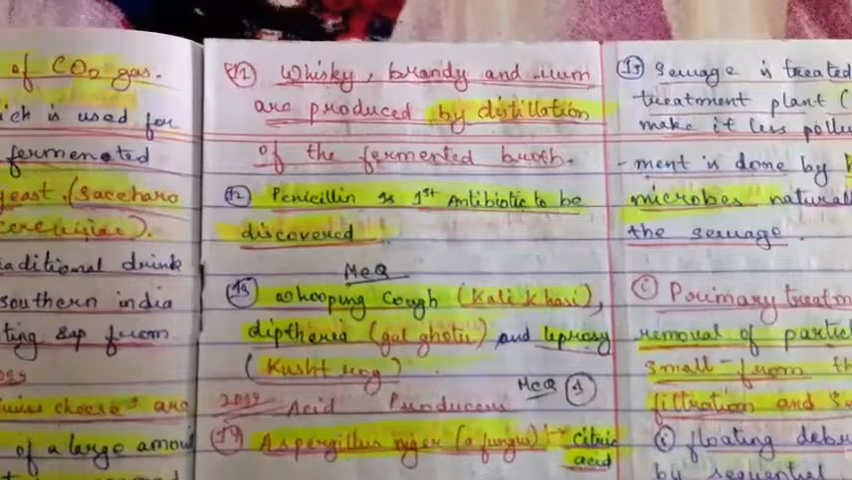 of CO2 gas.
ich is used for
fermeneted
yeast (saccharo
cerevisiae).
raditional drink
southern india
ting sap from
swiss cheese' are
of a large amou
(11) Whisky, brandy and rum
are produced by distillation
of the fermented broth.
(12) Penicillin is 1st Antibiotic to be
discovered
MCQ
(13) whooping Cough (Kali khasi),
diptheria (gal ghotu) and leprosy
(Kusht rog)
MCQ (1)
2019 Acid Producers
(14) Aspergillus niger (a fungus) :- citric
acid
Sewage is treated
treatment plant (
make it less pollu
-ment is done by
microbes natural
the sewage.
(i) Primary treatm
removal of partic
small - from th
filtration and S
(i) floating debr
by sequential